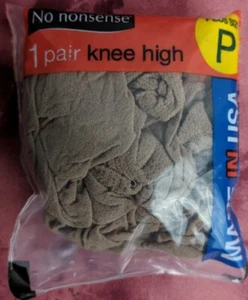 No nonsense
1 pair knee high
P
MADE IN USA